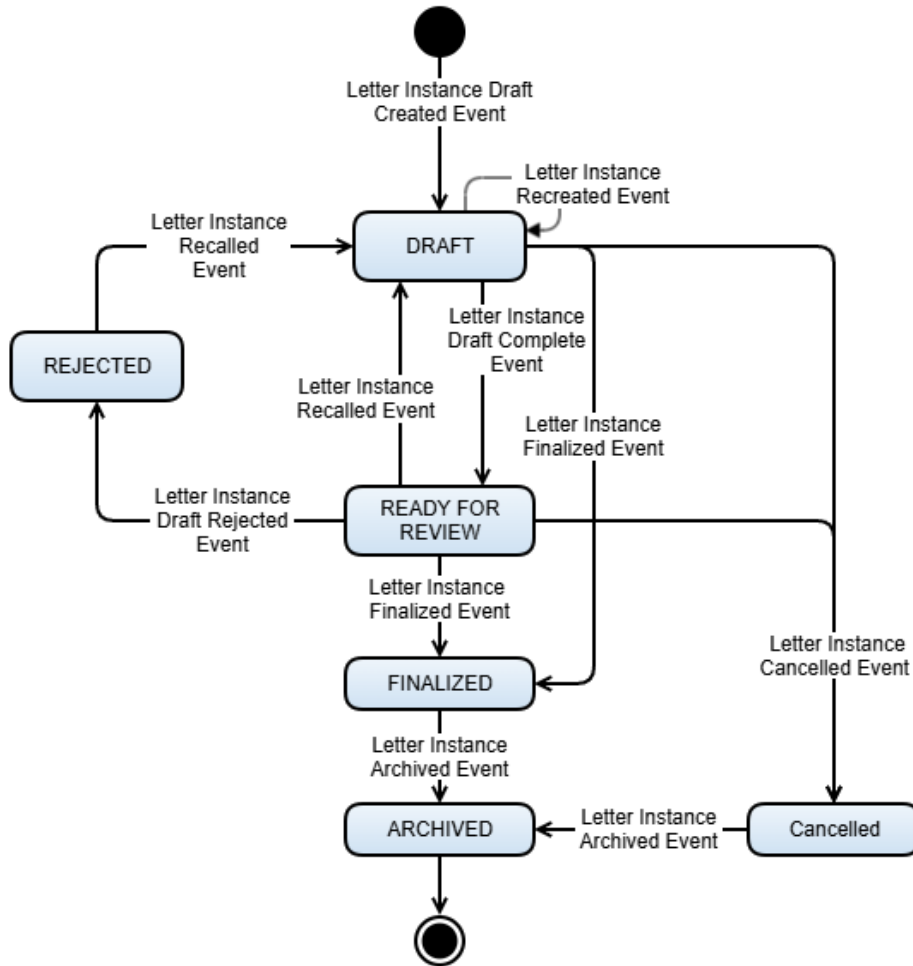 Letter Instance Draft
Created Event
Letter Instance
Recreated Event
Letter Instance
Recalled
Event
DRAFT
Letter Instance
Draft Complete
Event
REJECTED
Letter Instance
Recalled Event
Letter Instance
Finalized Event
Letter Instance
Draft Rejected
Event
READY FOR
REVIEW
Letter Instance
Finalized Event
Letter Instance
Cancelled Event
FINALIZED
Letter Instance
Archived Event
ARCHIVED
Letter Instance
Archived Event
Cancelled